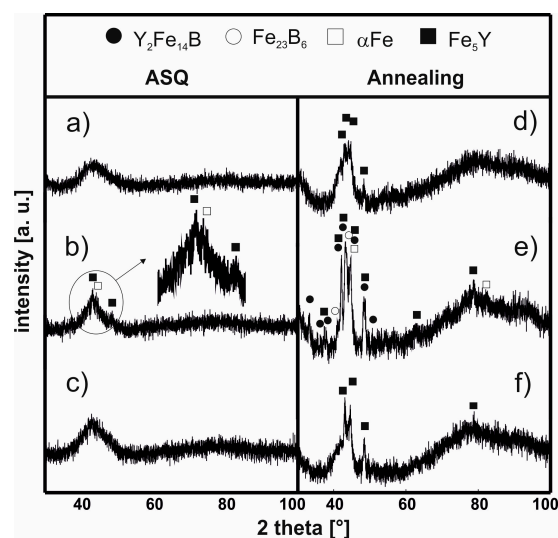 Y₂Fe₁₄B Fe₂₃B₆ αFe Fe₅Y
ASQ Annealing
a) d)
b) e)
c) f)
intensity [a. u.]
40 60 80 100 40 60 80 100
2 theta [°]